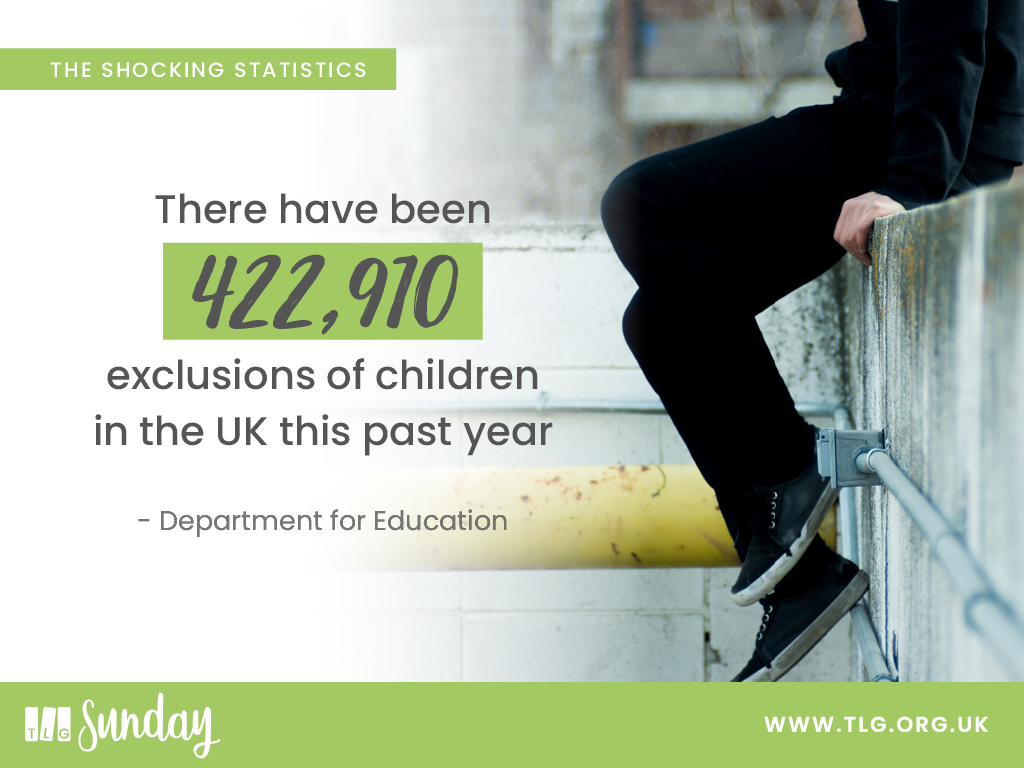 THE SHOCKING STATISTICS
There have been
422,910
exclusions of children
in the UK this past year
- Department for Education
TLG Sunday
WWW.TLG.ORG.UK